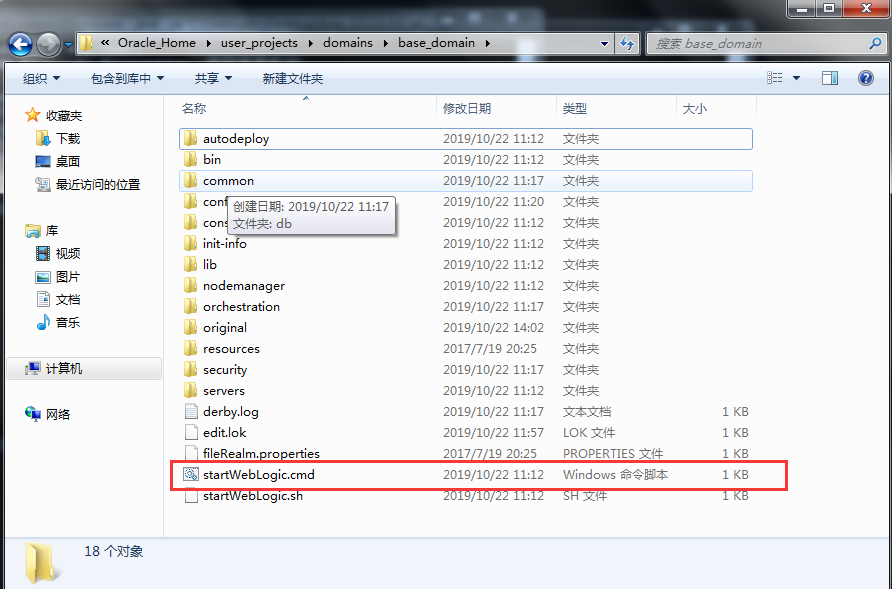 « Oracle_Home ▸ user_projects ▸ domains ▸ base_domain ▸
搜索 base_domain
组织 包含到库中 共享 新建文件夹
收藏夹
下载
桌面
最近访问的位置
库
视频
图片
文档
音乐
计算机
网络
名称 修改日期 类型 大小
autodeploy 2019/10/22 11:12 文件夹
bin 2019/10/22 11:12 文件夹
common 2019/10/22 11:17 文件夹
conf 2019/10/22 11:20 文件夹
cons 2019/10/22 11:12 文件夹
创建日期: 2019/10/22 11:17
文件夹: db
init-info 2019/10/22 11:12 文件夹
lib 2019/10/22 11:12 文件夹
nodemanager 2019/10/22 11:12 文件夹
orchestration 2019/10/22 11:17 文件夹
original 2019/10/22 14:02 文件夹
resources 2017/7/19 20:25 文件夹
security 2019/10/22 11:17 文件夹
servers 2019/10/22 11:12 文件夹
derby.log 2019/10/22 11:17 文本文档 1 KB
edit.lok 2019/10/22 11:57 LOK 文件 1 KB
fileRealm.properties 2017/7/19 20:25 PROPERTIES 文件 1 KB
startWebLogic.cmd 2019/10/22 11:12 Windows 命令脚本 1 KB
startWebLogic.sh 2019/10/22 11:12 SH 文件 1 KB
18 个对象